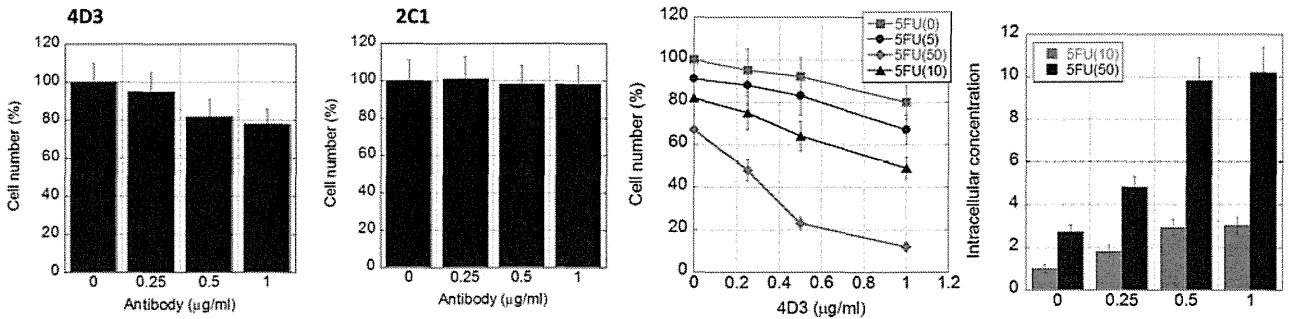 4D3
120
100
80
60
40
20
0
Cell number (%)
0 0.25 0.5 1
Antibody (μg/ml)
2C1
120
100
80
60
40
20
0
Cell number (%)
0 0.25 0.5 1
Antibody (μg/ml)
5FU(0)
5FU(5)
5FU(50)
5FU(10)
120
100
80
60
40
20
0
Cell number (%)
0 0.2 0.4 0.6 0.8 1.0 1.2
4D3 (μg/ml)
5FU(10)
5FU(50)
12
10
8
6
4
2
0
Intracellular concentration
0 0.25 0.5 1